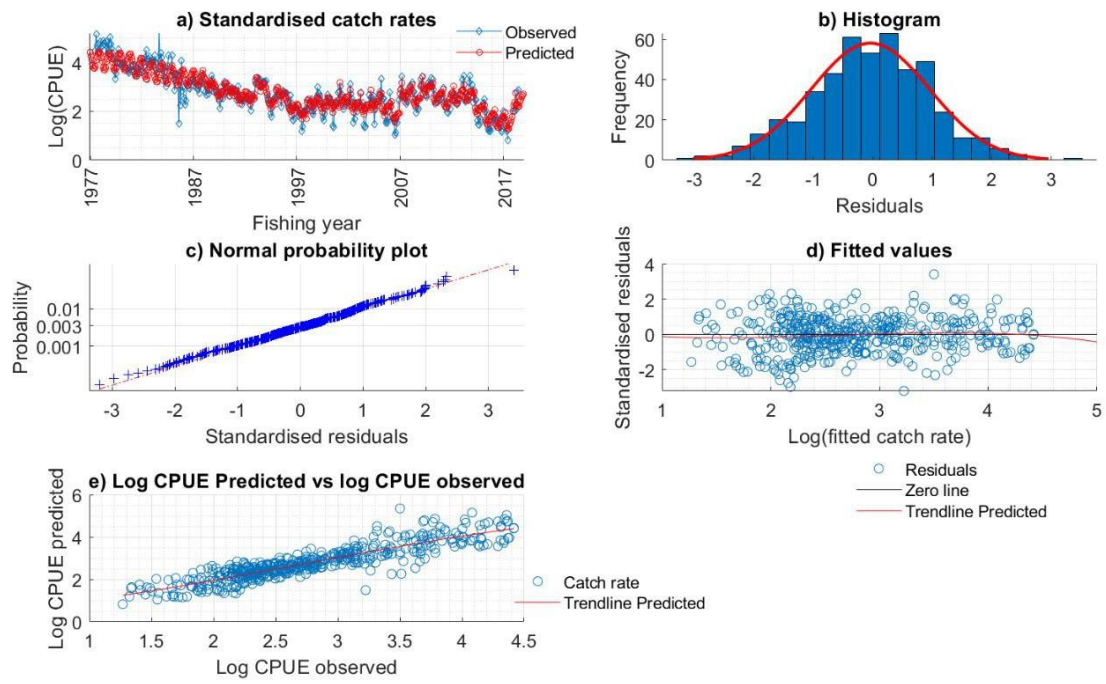 a) Standardised catch rates
Log(CPUE)
4
2
0
Observed
Predicted
1977
1987
1997
2007
2017
Fishing year
b) Histogram
Frequency
60
40
20
0
-3
-2
-1
0
1
2
3
Residuals
c) Normal probability plot
Probability
0.01
0.003
0.001
-3
-2
-1
0
1
2
3
Standardised residuals
d) Fitted values
Standardised residuals
4
2
0
-2
1
2
3
4
5
Log(fitted catch rate)
Residuals
Zero line
Trendline Predicted
e) Log CPUE Predicted vs log CPUE observed
Log CPUE predicted
6
4
2
0
1
1.5
2
2.5
3
3.5
4
4.5
Log CPUE observed
Catch rate
Trendline Predicted